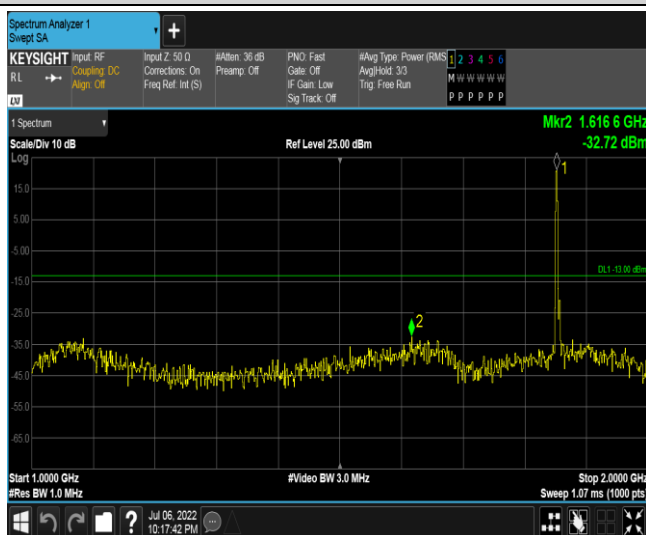 Spectrum Analyzer 1
Swept SA
+
KEYSIGHT
RL
LXI
Input: RF
Coupling: DC
Align: Off
Input Z: 50 Ω
Corrections: On
Freq Ref: Int (S)
#Atten: 36 dB
Preamp: Off
PNO: Fast
Gate: Off
IF Gain: Low
Sig Track: Off
#Avg Type: Power (RMS
Avg|Hold: 3/3
Trig: Free Run
1 2 3 4 5 6
M W W W W W
P P P P P P
1 Spectrum
Mkr2 1.616 6 GHz
-32.72 dBm
Scale/Div 10 dB
Ref Level 25.00 dBm
Log
1
15.0
5.00
-5.00
DL1 -13.00 dBm
-15.0
-25.0
2
-35.0
-45.0
-55.0
-65.0
Start 1.0000 GHz
#Video BW 3.0 MHz
Stop 2.0000 GHz
#Res BW 1.0 MHz
Sweep 1.07 ms (1000 pts)
?
Jul 06, 2022
10:17:42 PM